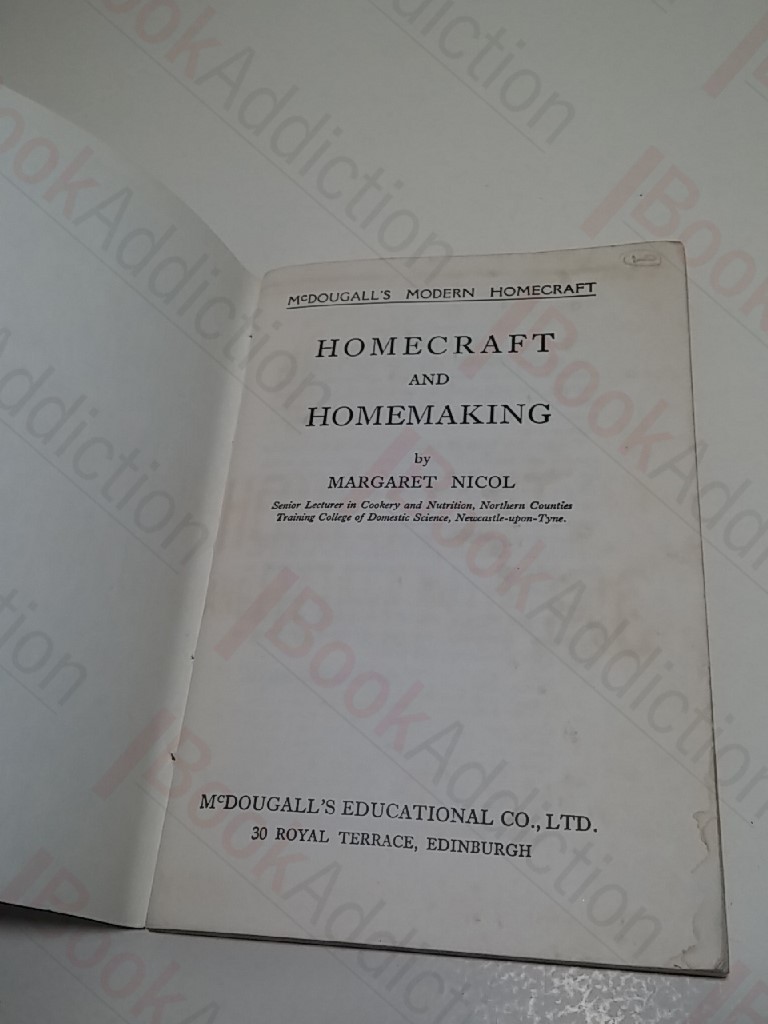 McDOUGALL'S MODERN HOMECRAFT
HOMECRAFT
AND
HOMEMAKING
by
MARGARET NICOL
Senior Lecturer in Cookery and Nutrition, Northern Counties
Training College of Domestic Science, Newcastle-upon-Tyne.
McDOUGALL'S EDUCATIONAL CO., LTD.
30 ROYAL TERRACE, EDINBURGH
BookAddiction